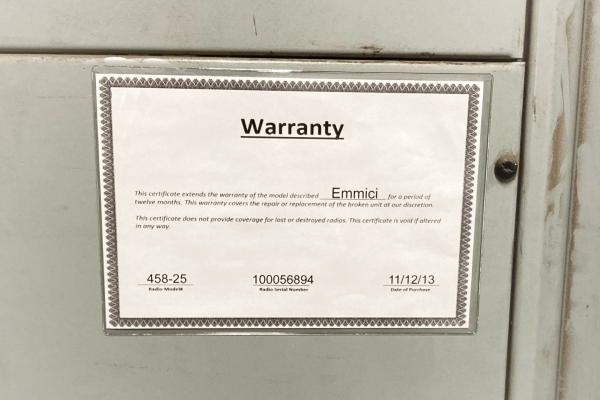 Warranty
This certificate extends the warranty of the model described Emmici for a period of
twelve months. This warranty covers the repair or replacement of the broken unit at our discretion.
This certificate does not provide coverage for lost or destroyed radios. This certificate is void if altered
in any way.
458-25 100056894 11/12/13
Radio Model# Radio Serial Number Date of Purchase